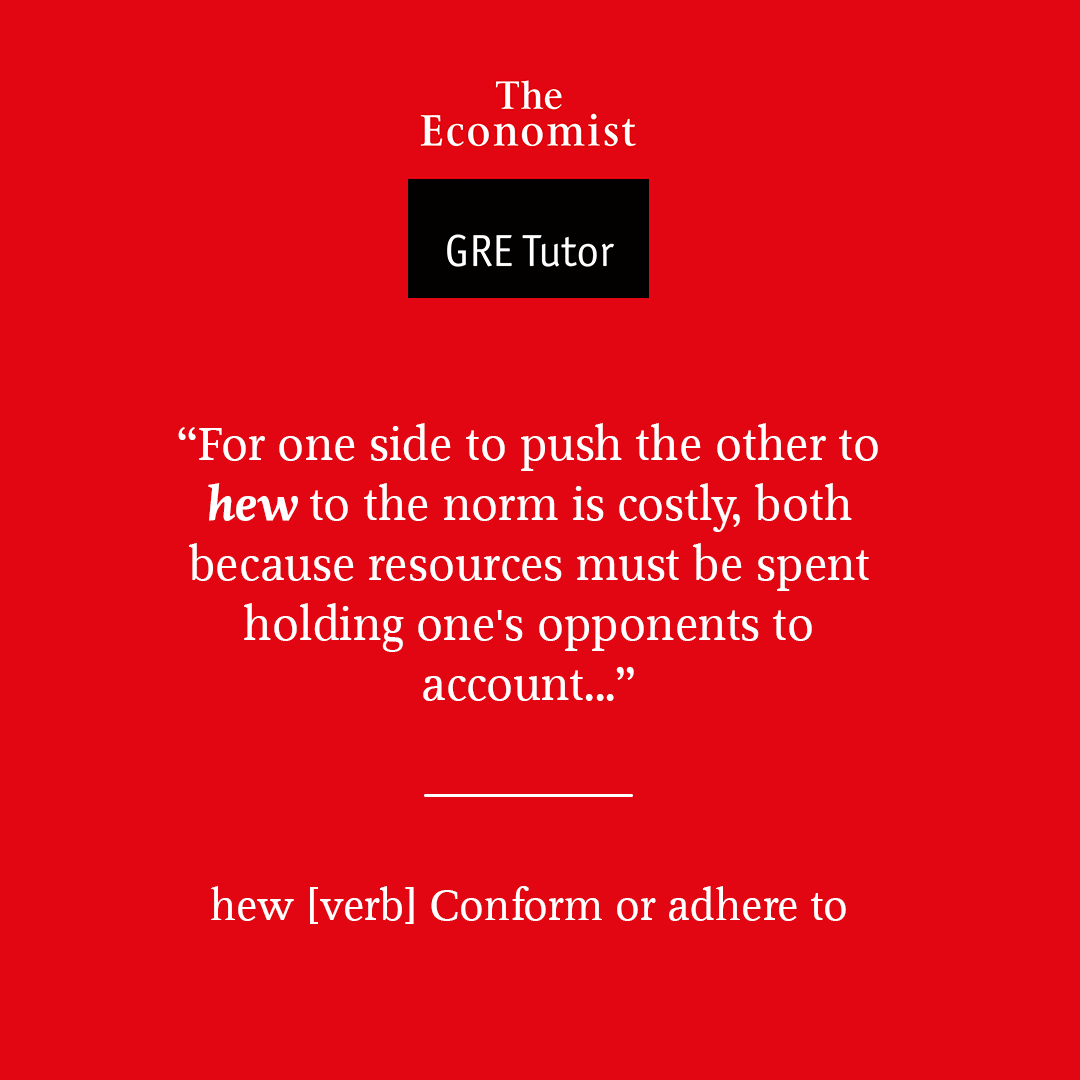 The
Economist
GRE Tutor
“For one side to push the other to
hew to the norm is costly, both
because resources must be spent
holding one's opponents to
account...”
hew [verb] Conform or adhere to